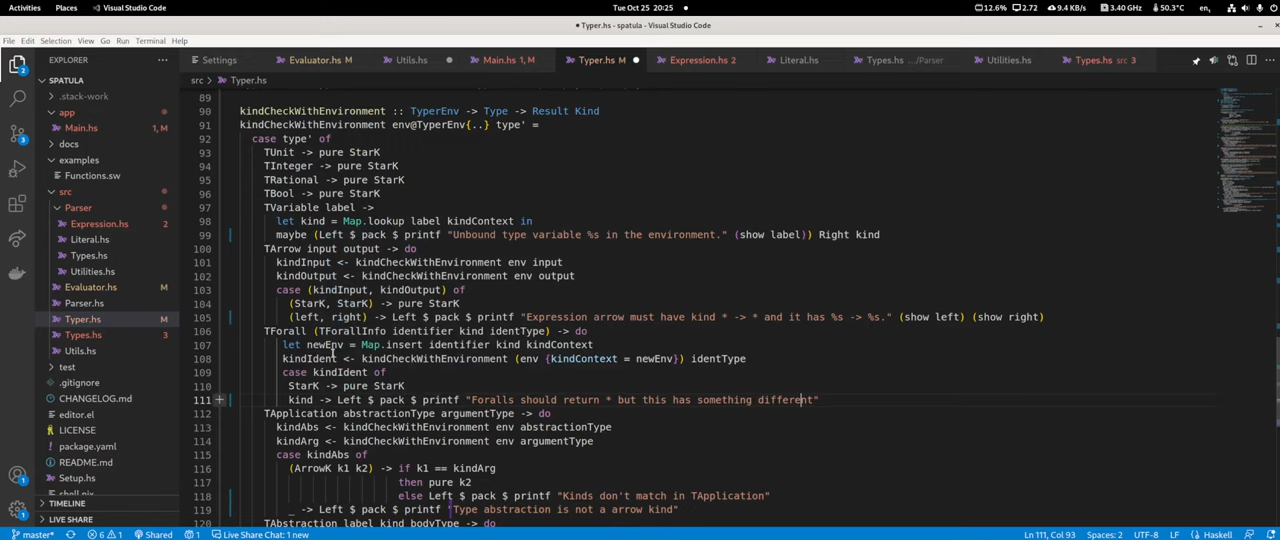 Activities Places Visual Studio Code Tue Oct 25 20:25 12.6% 2.72 9.4 KB/s 3.40 GHz 50.3°C en
Typer.hs - spatula - Visual Studio Code
File Edit Selection View Go Run Terminal Help
EXPLORER Settings Evaluator.hs M Utils.hs Main.hs 1, M Typer.hs M Expression.hs 2 Literal.hs Types.hs .../Parser Utilities.hs Types.hs src 3
SPATULA src > Typer.hs
.stack-work
app
Main.hs 1, M
docs
examples
Functions.sw
src
Parser
Expression.hs 2
Literal.hs
Types.hs
Utilities.hs
Evaluator.hs M
Parser.hs
Typer.hs M
Types.hs 3
Utils.hs
test
.gitignore
CHANGELOG.md
editor.el
LICENSE
package.yaml
README.md
Setup.hs
shell.nix
TIMELINE
LIVE SHARE
89
90 kindCheckWithEnvironment :: TyperEnv -> Type -> Result Kind
91 kindCheckWithEnvironment env@TyperEnv{..} type' =
92 case type' of
93 TUnit -> pure StarK
94 TInteger -> pure StarK
95 TRational -> pure StarK
96 TBool -> pure StarK
97 TVariable label ->
98 let kind = Map.lookup label kindContext in
99 maybe (Left $ pack $ printf "Unbound type variable %s in the environment." (show label)) Right kind
100 TArrow input output -> do
101 kindInput <- kindCheckWithEnvironment env input
102 kindOutput <- kindCheckWithEnvironment env output
103 case (kindInput, kindOutput) of
104 (StarK, StarK) -> pure StarK
105 (left, right) -> Left $ pack $ printf "Expression arrow must have kind * -> * and it has %s -> %s." (show left) (show right)
106 TForall (TForallInfo identifier kind identType) -> do
107 let newEnv = Map.insert identifier kind kindContext
108 kindIdent <- kindCheckWithEnvironment (env {kindContext = newEnv}) identType
109 case kindIdent of
110 StarK -> pure StarK
111 kind -> Left $ pack $ printf "Foralls should return * but this has something different"
112 TApplication abstractionType argumentType -> do
113 kindAbs <- kindCheckWithEnvironment env abstractionType
114 kindArg <- kindCheckWithEnvironment env argumentType
115 case kindAbs of
116 (ArrowK k1 k2) -> if k1 == kindArg
117 then pure k2
118 else Left $ pack $ printf "Kinds don't match in TApplication"
119 _ -> Left $ pack $ printf "Type abstraction is not a arrow kind"
120 TAbstraction label kind bodyType -> do
master* 6 1 Shared 1 Live Share Chat: 1 new Ln 111, Col 93 Spaces: 2 UTF-8 LF Haskell